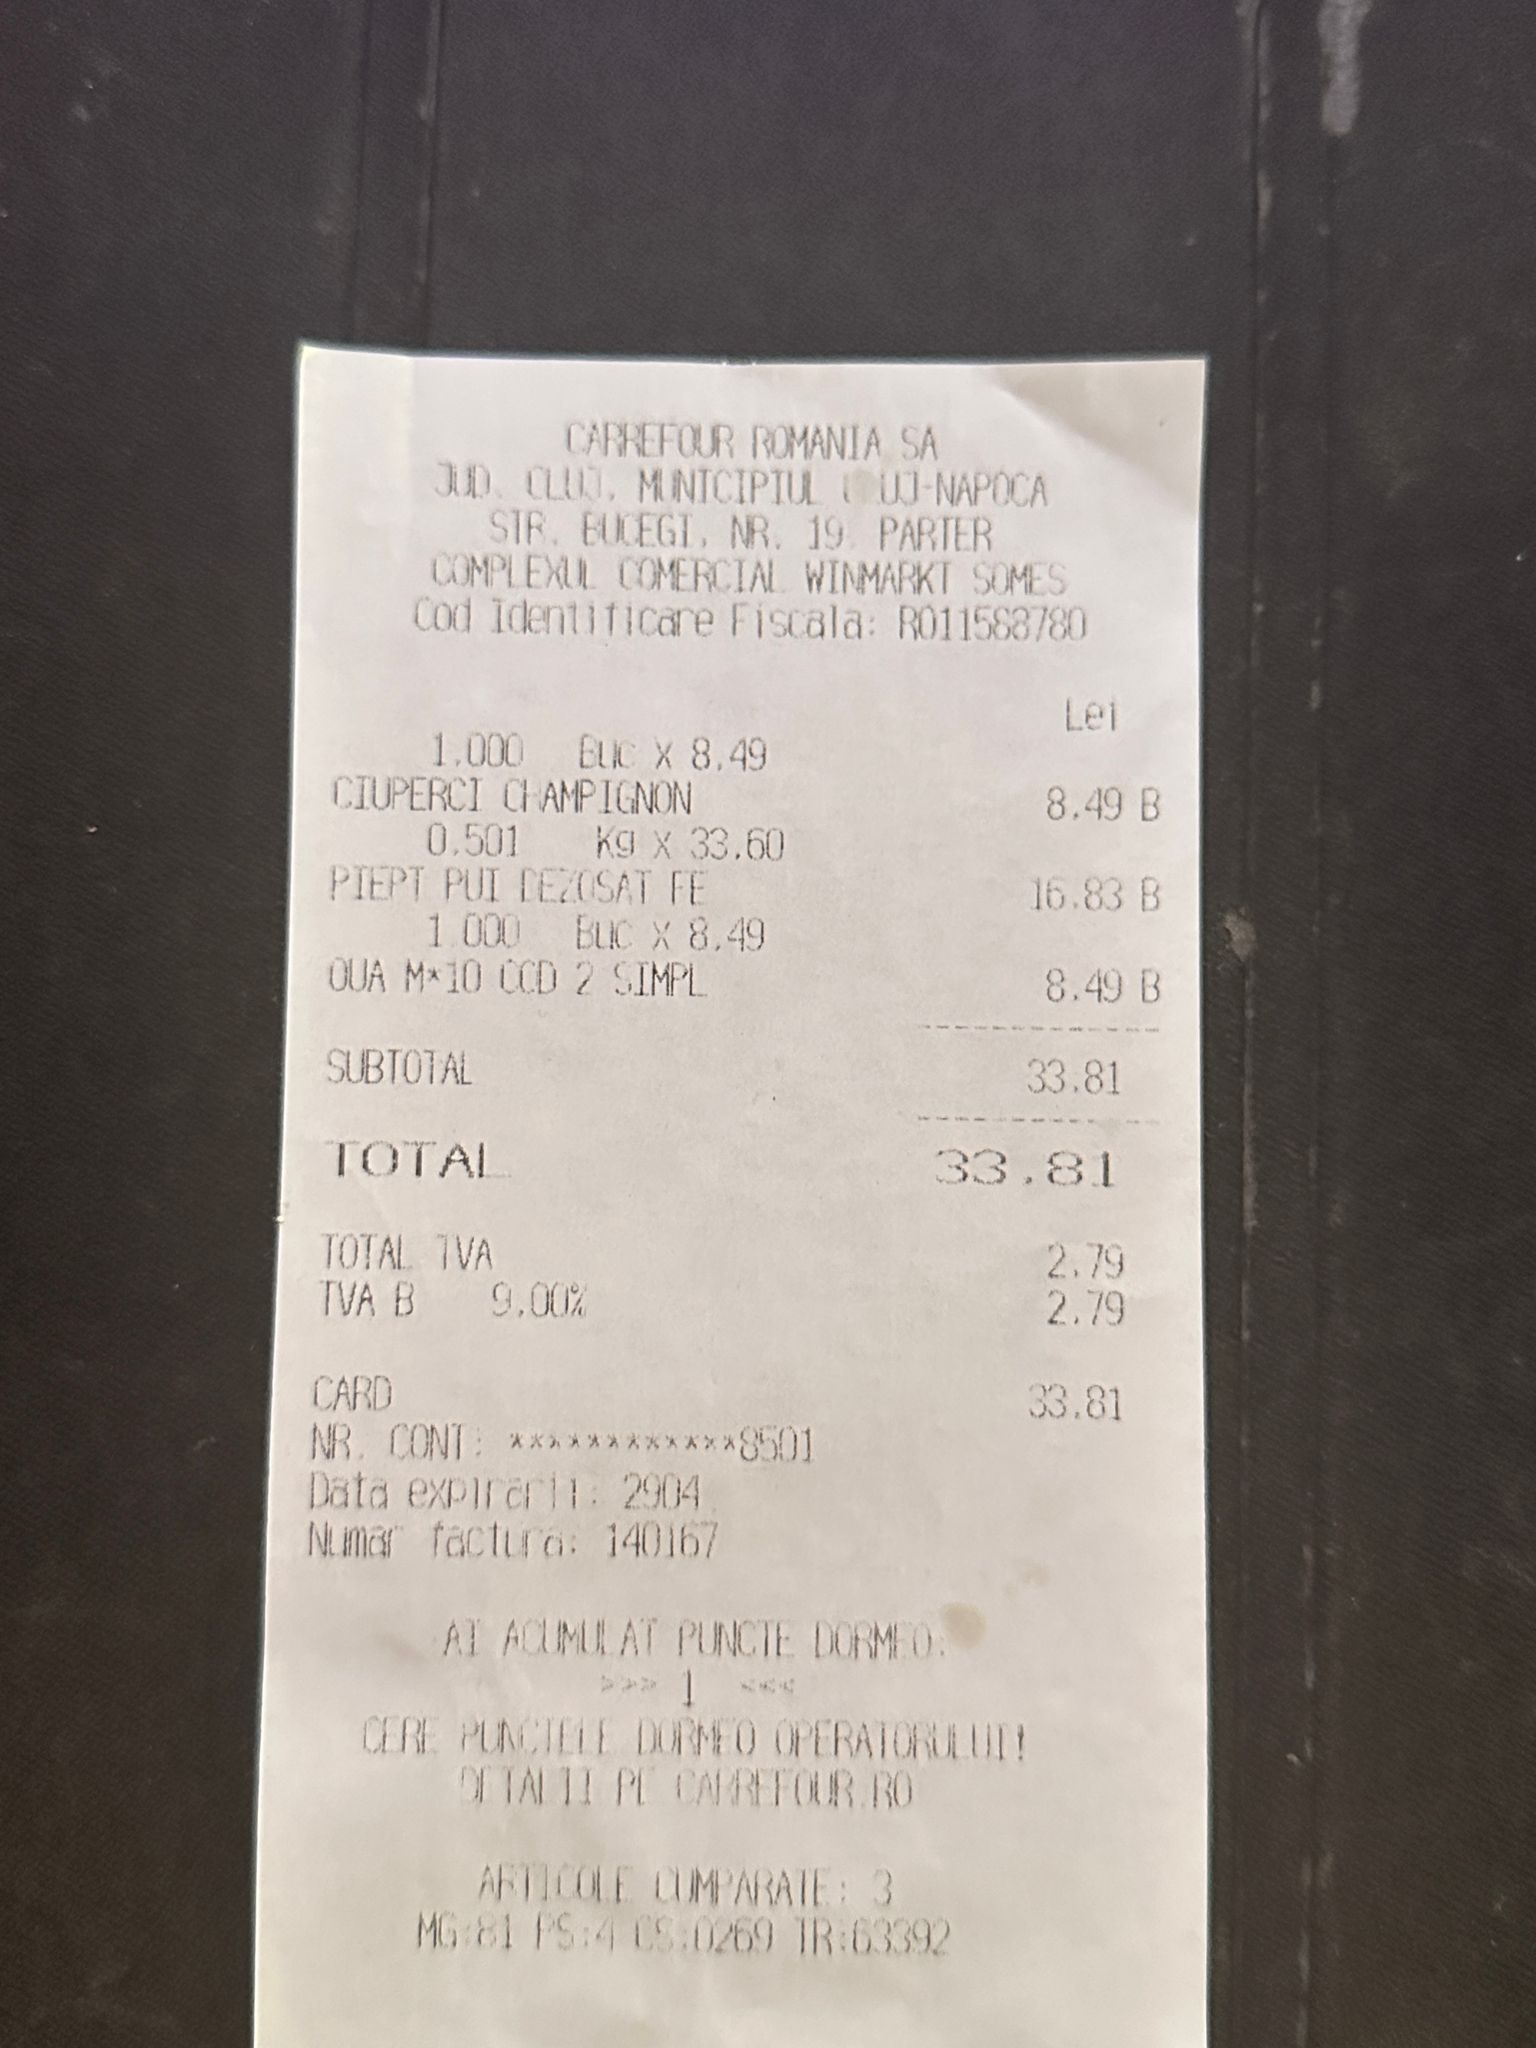 CARREFOUR ROMANIA SA
JUD. CLUJ, MUNICIPIUL CLUJ-NAPOCA
STR. BUCEGI, NR. 19, PARTER
COMPLEXUL COMERCIAL WINMARKT SOMES
Cod Identificare Fiscala: RO11588780
Lei
1.000 Buc X 8.49
CIUPERCI CHAMPIGNON 8.49 B
0.501 Kg X 33.60
PIEPT PUI DEZOSAT FE 16.83 B
1.000 Buc X 8.49
OUA M*10 COD 2 SIMPL 8.49 B
SUBTOTAL 33.81
TOTAL 33.81
TOTAL TVA 2.79
TVA B 9.00% 2.79
CARD 33.81
NR. CONT: ************8501
Data expirarii: 2904
Numar factura: 140167
AI ACUMULAT PUNCTE DORMEO:
>>> 1 <<<
CERE PUNCTELE DORMEO OPERATORULUI!
DETALII PE CARREFOUR.RO
ARTICOLE CUMPARATE: 3
MG:81 PS:4 CS:0269 TR:63392